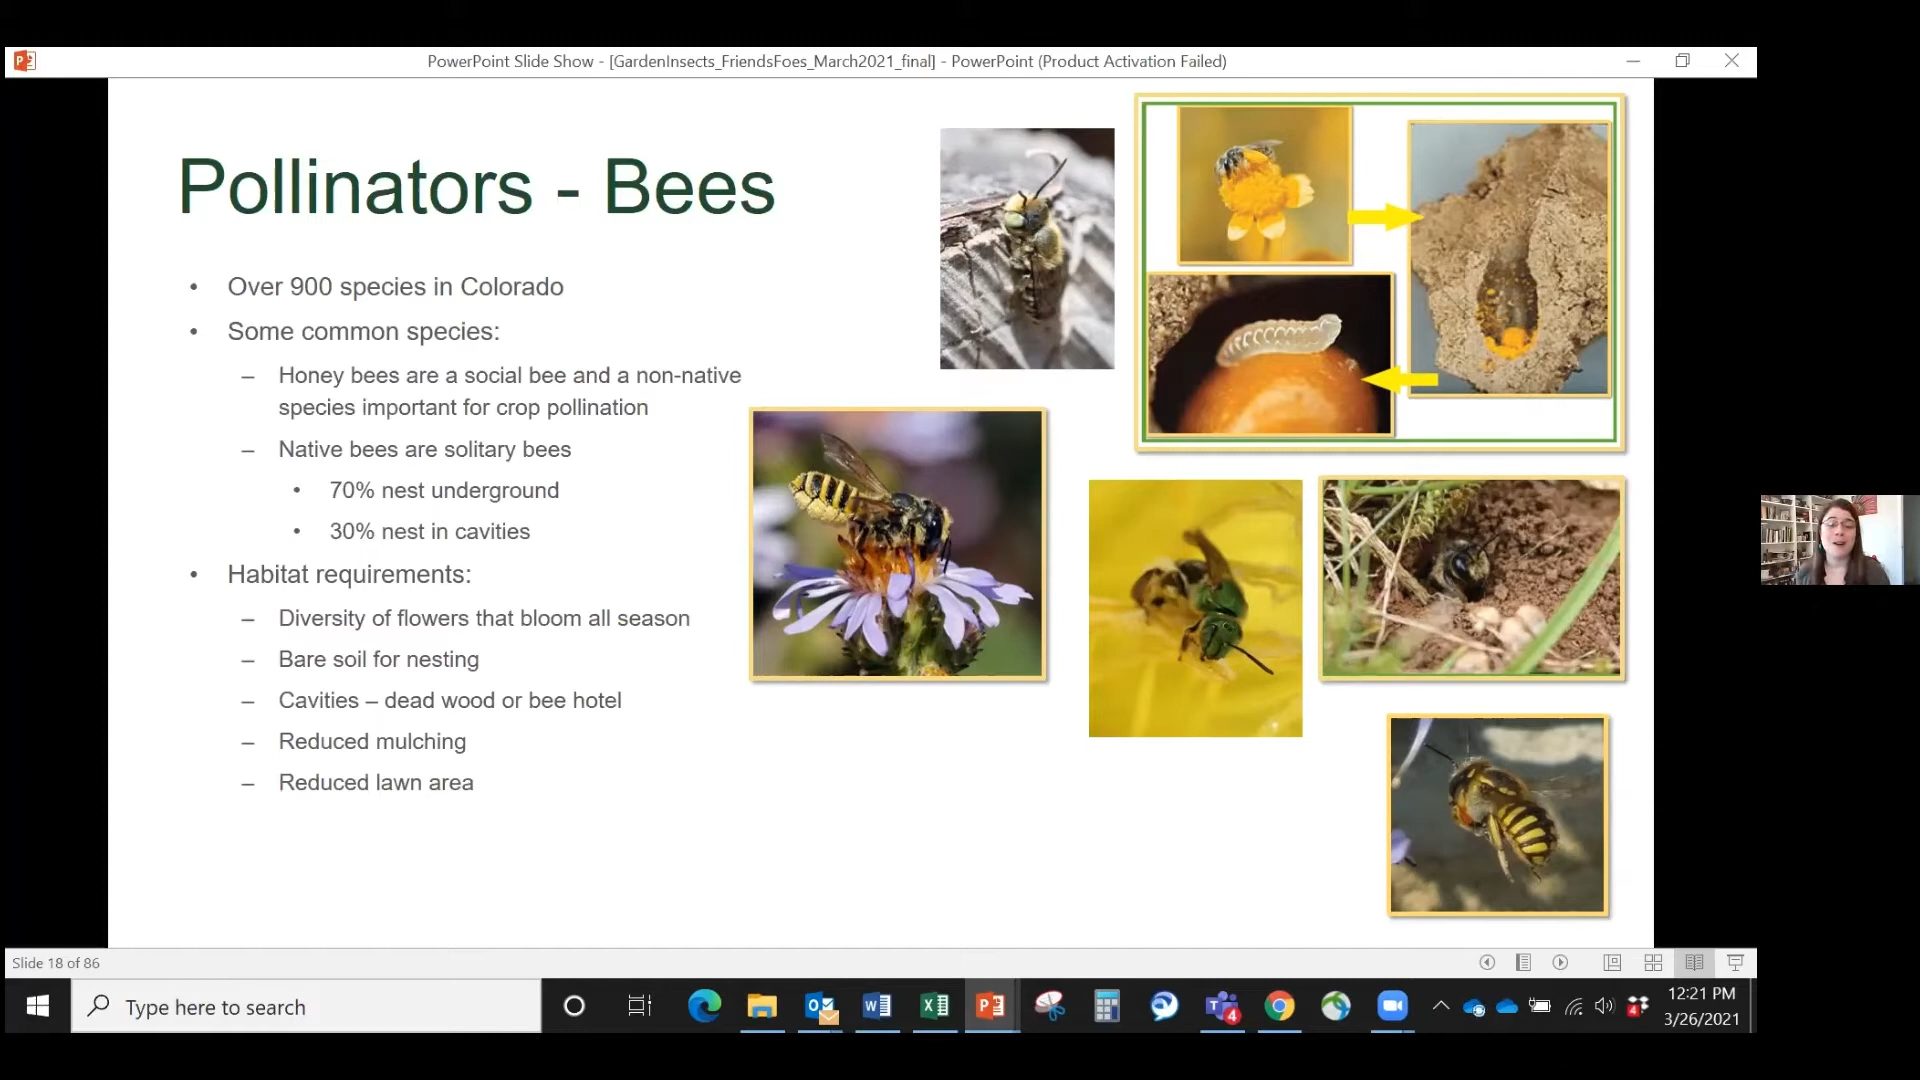 PowerPoint Slide Show - [GardenInsects_FriendsFoes_March2021_final] - PowerPoint (Product Activation Failed)
Pollinators - Bees
• Over 900 species in Colorado
• Some common species:
– Honey bees are a social bee and a non-native
species important for crop pollination
– Native bees are solitary bees
• 70% nest underground
• 30% nest in cavities
• Habitat requirements:
– Diversity of flowers that bloom all season
– Bare soil for nesting
– Cavities – dead wood or bee hotel
– Reduced mulching
– Reduced lawn area
Slide 18 of 86
Type here to search
4
4
12:21 PM
3/26/2021